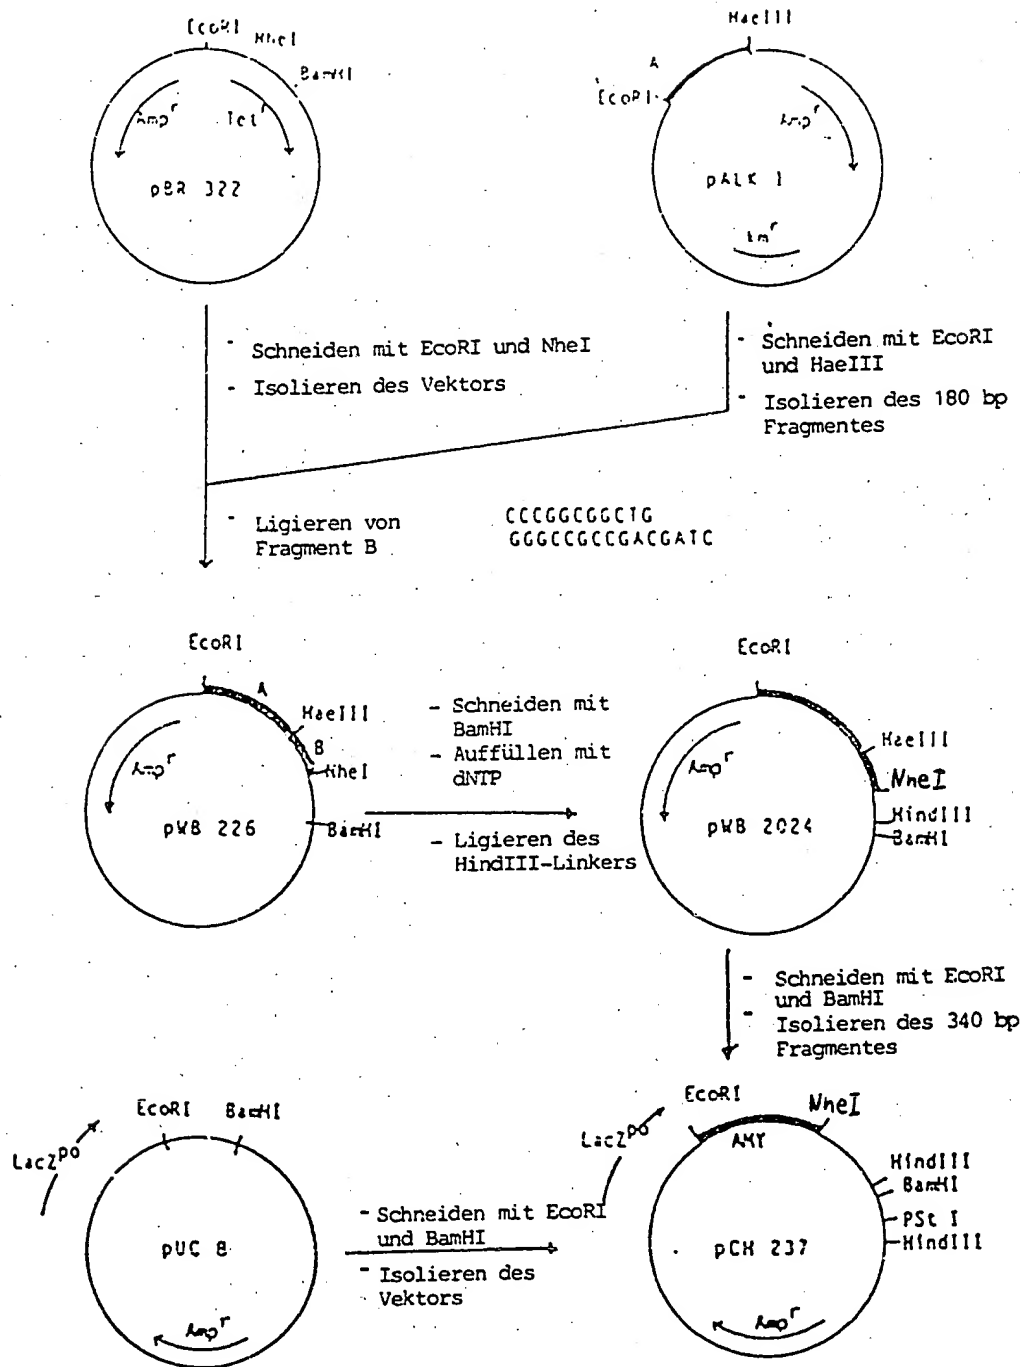 EcoRI
NheI
BamHI
Amp^r
Tet^r
pBR 322
HaeIII
A
EcoRI
Amp^r
pALK 1
Km^r
- Schneiden mit EcoRI und NheI
- Isolieren des Vektors
- Schneiden mit EcoRI
und HaeIII
- Isolieren des 180 bp
Fragmentes
- Ligieren von
Fragment B
CCCGGCGGCTG
GGGCCGCCGACGATC
EcoRI
A
HaeIII
B
NheI
Amp^r
pWB 226
BamHI
- Schneiden mit
BamHI
- Auffüllen mit
dNTP
- Ligieren des
HindIII-Linkers
EcoRI
HaeIII
NheI
Amp^r
pWB 2024
HindIII
BamHI
- Schneiden mit EcoRI
und BamHI
- Isolieren des 340 bp
Fragmentes
EcoRI BamHI
LacZ^po
pUC 8
Amp^r
- Schneiden mit EcoRI
und BamHI
- Isolieren des
Vektors
LacZ^po
EcoRI
NheI
AMY
HindIII
BamHI
PSt I
HindIII
pCH 237
Amp^r